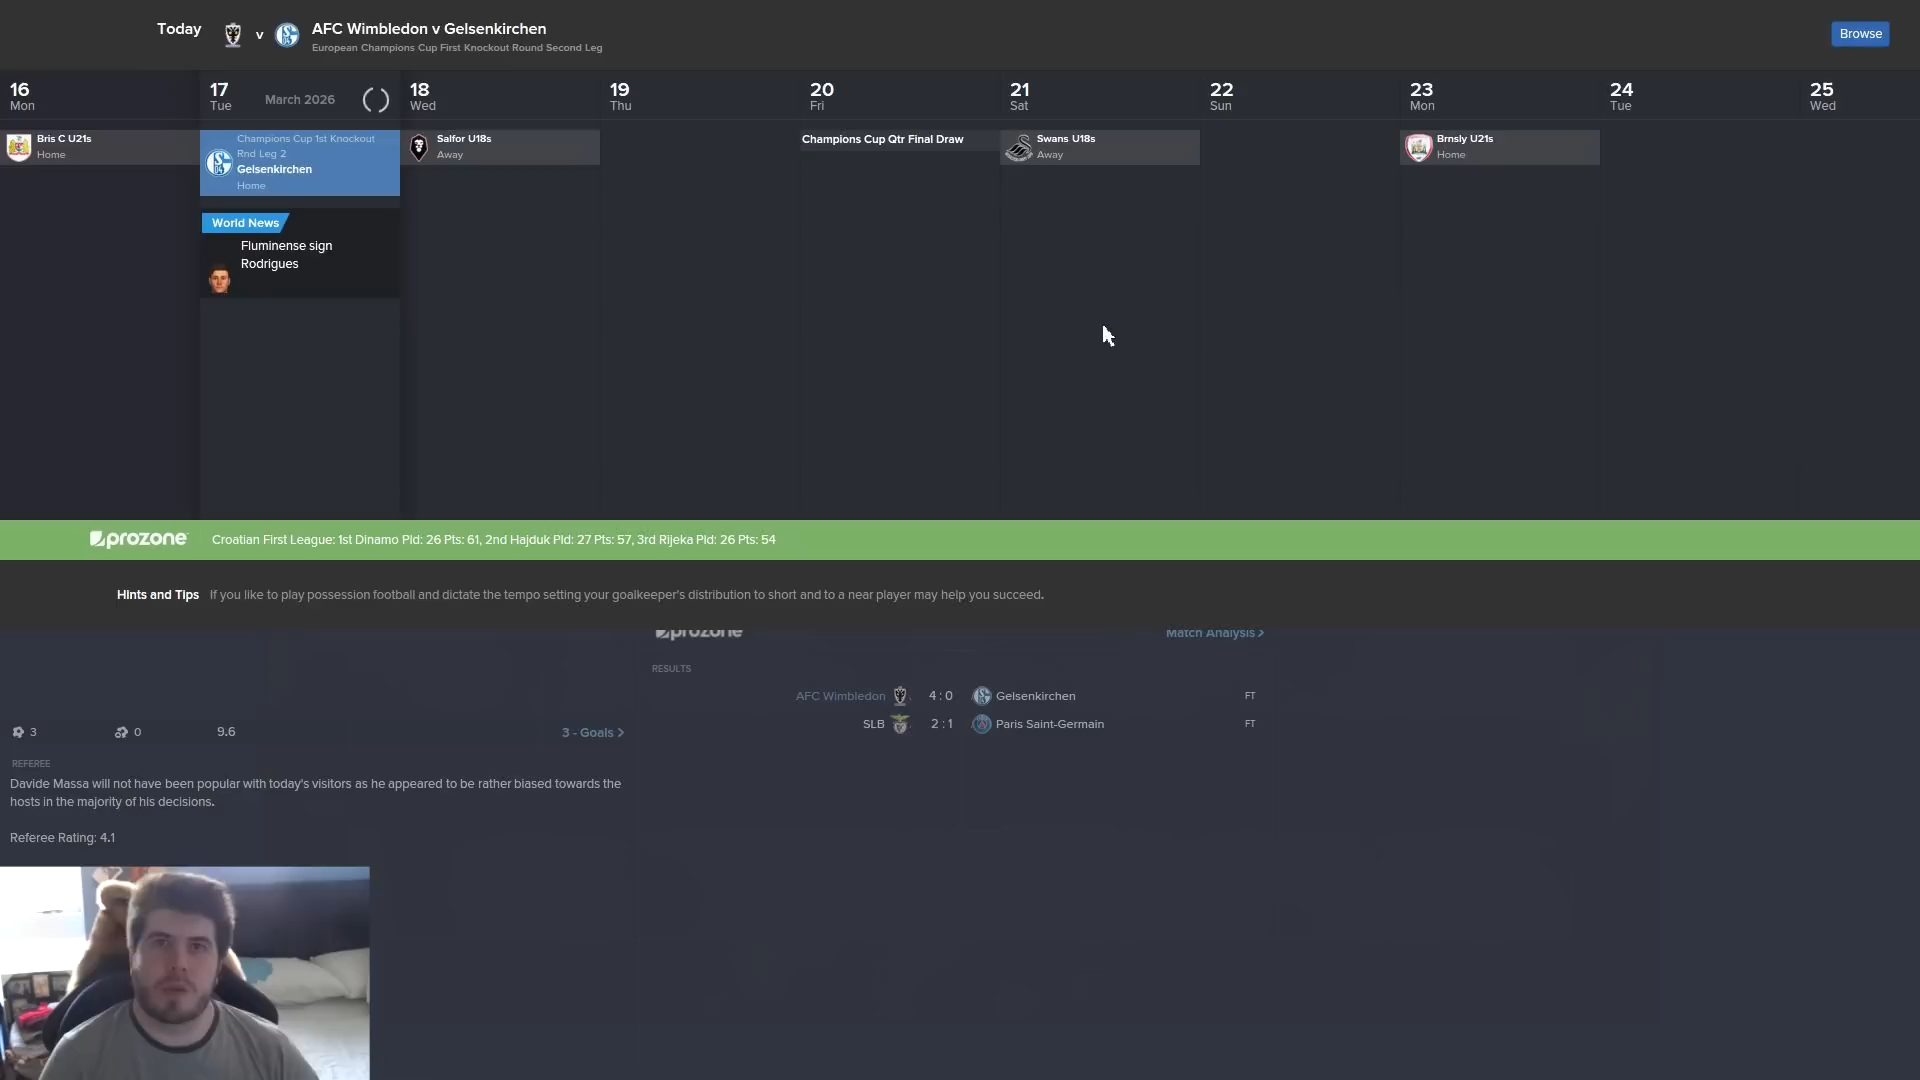 Today
v
AFC Wimbledon v Gelsenkirchen
European Champions Cup First Knockout Round Second Leg
Browse
16
Mon
17
Tue
March 2026
18
Wed
19
Thu
20
Fri
21
Sat
22
Sun
23
Mon
24
Tue
25
Wed
Bris C U21s
Home
Champions Cup 1st Knockout
Rnd Leg 2
Gelsenkirchen
Home
Salfor U18s
Away
Champions Cup Qtr Final Draw
Swans U18s
Away
Brnsly U21s
Home
World News
Fluminense sign
Rodrigues
prozone
Croatian First League: 1st Dinamo Pld: 26 Pts: 61, 2nd Hajduk Pld: 27 Pts: 57, 3rd Rijeka Pld: 26 Pts: 54
Hints and Tips
If you like to play possession football and dictate the tempo setting your goalkeeper's distribution to short and to a near player may help you succeed.
prozone
Match Analysis >
RESULTS
AFC Wimbledon 4 : 0 Gelsenkirchen FT
SLB 2 : 1 Paris Saint-Germain FT
3 0 9.6 3 - Goals >
REFEREE
Davide Massa will not have been popular with today's visitors as he appeared to be rather biased towards the
hosts in the majority of his decisions.
Referee Rating: 4.1